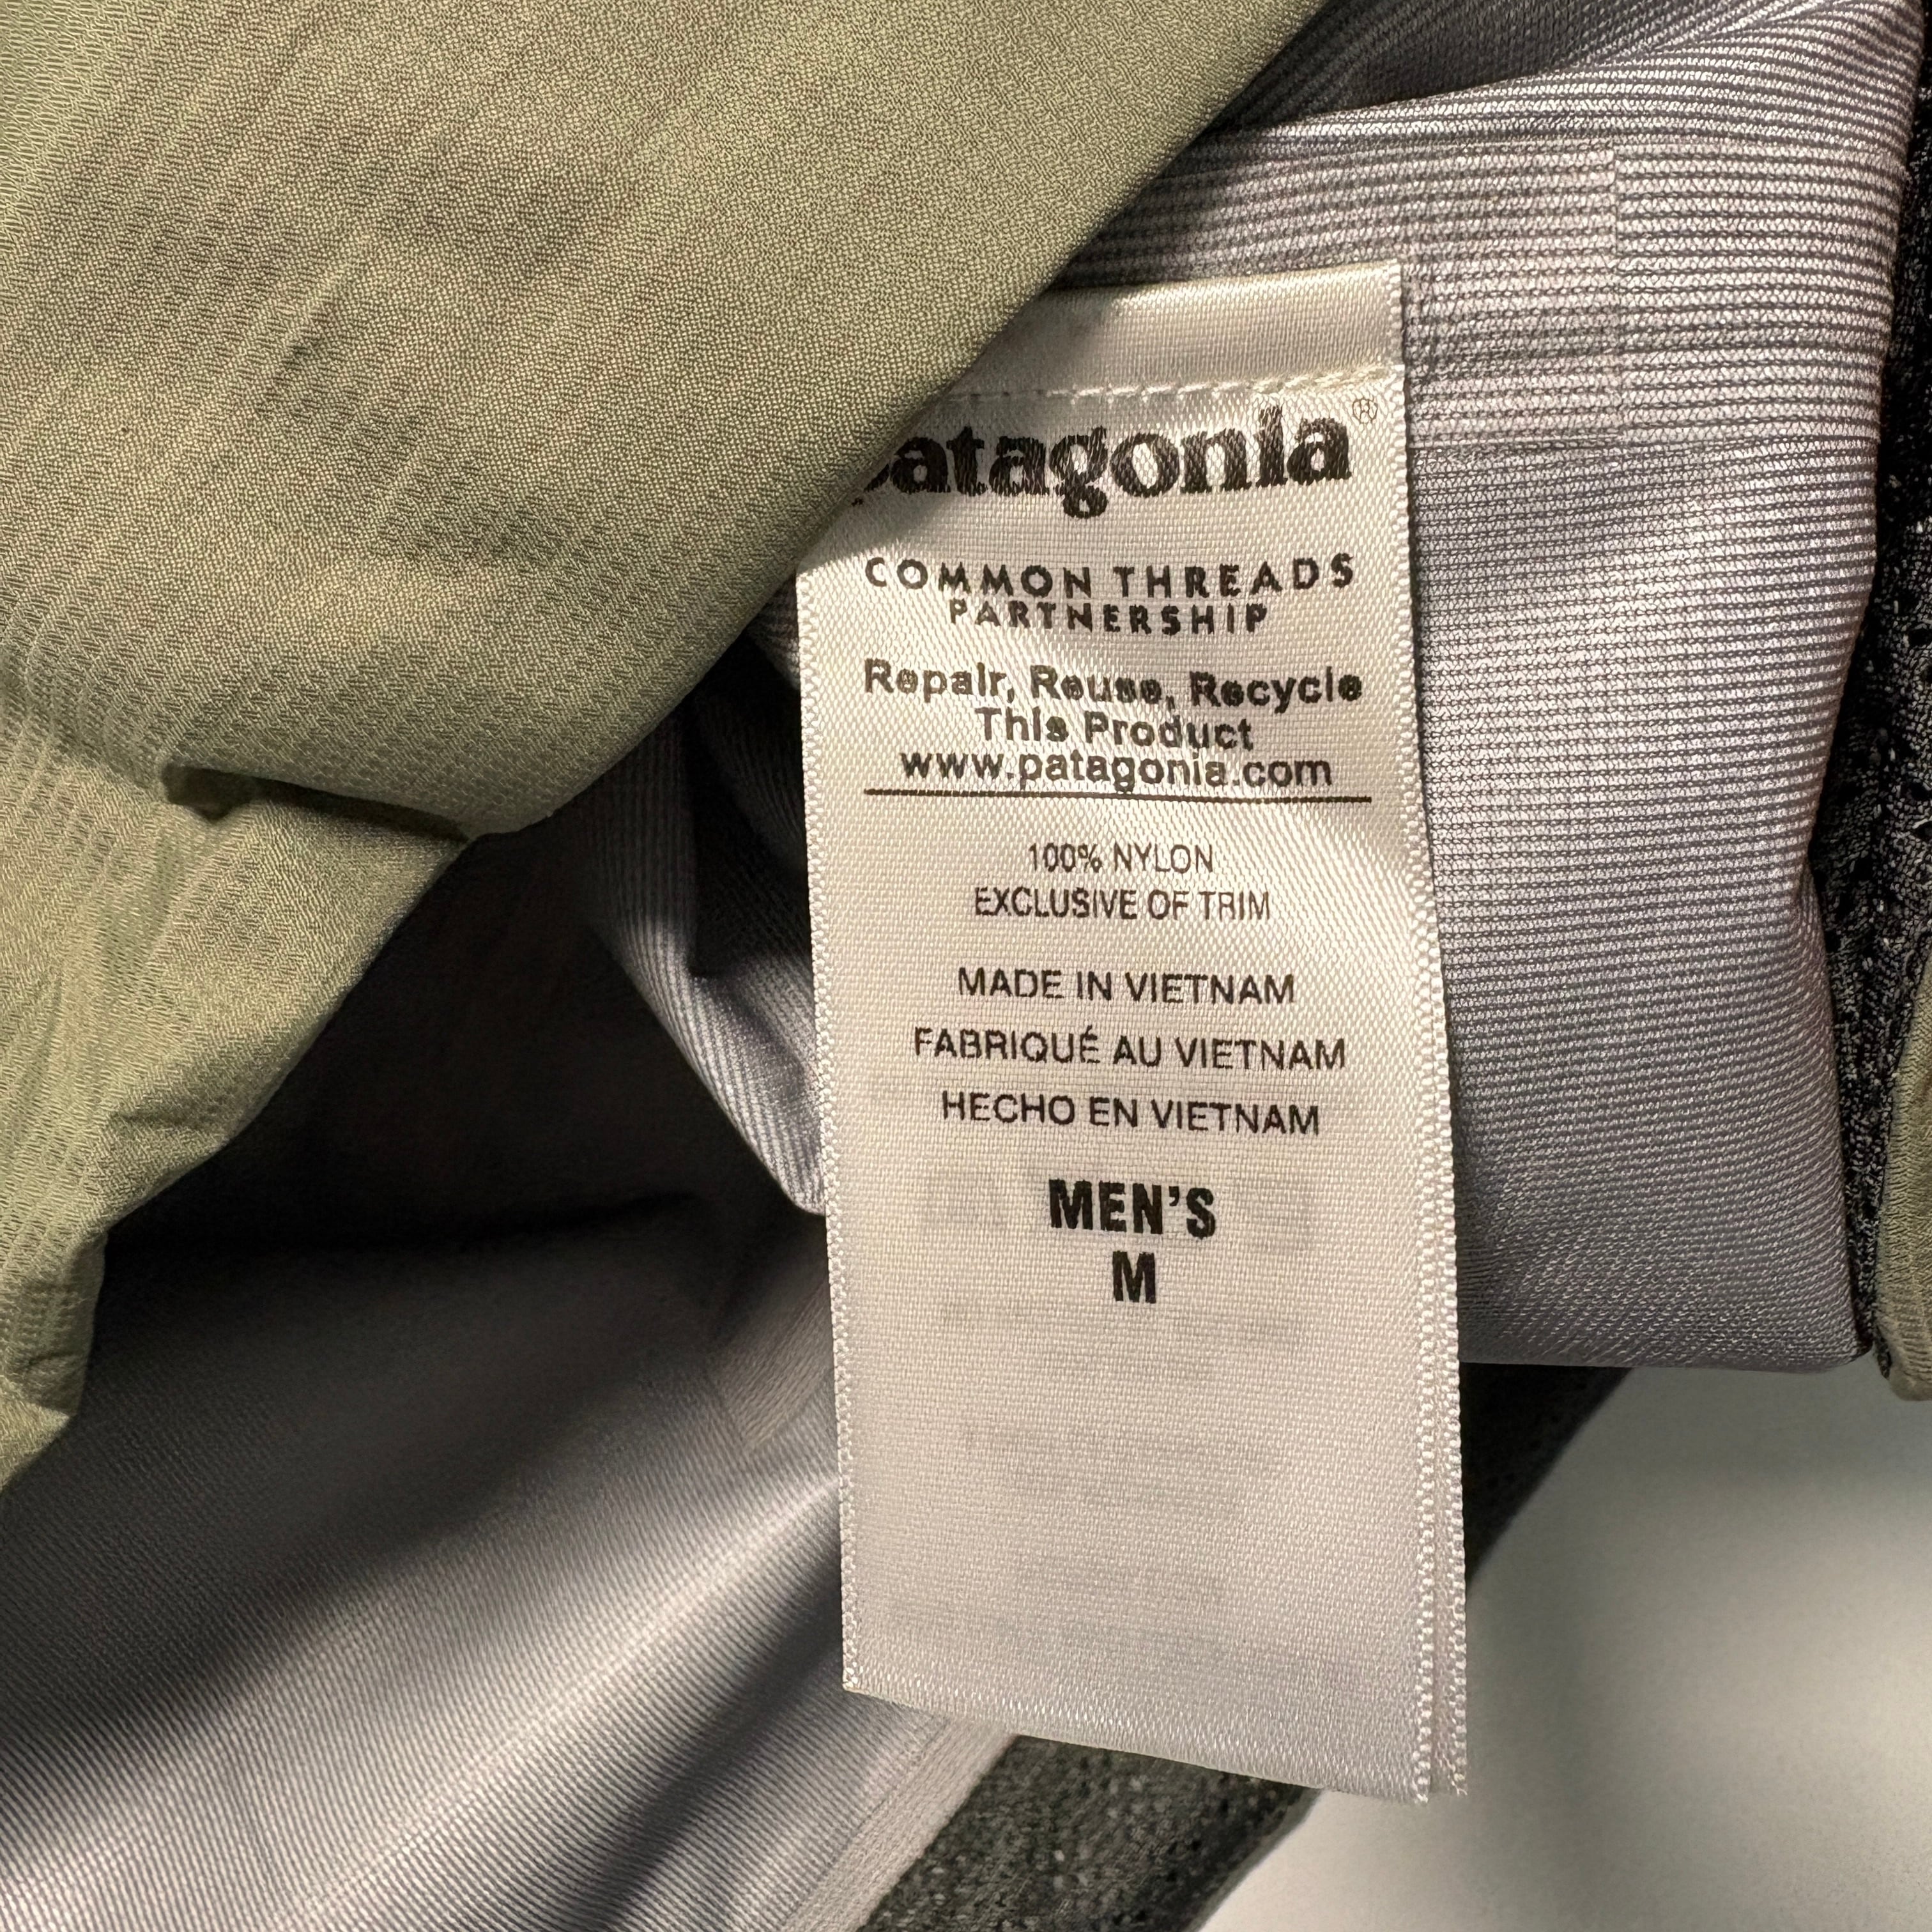 patagonia®
COMMON THREADS
PARTNERSHIP
Repair, Reuse, Recycle
This Product
www.patagonia.com
100% NYLON
EXCLUSIVE OF TRIM
MADE IN VIETNAM
FABRIQUÉ AU VIETNAM
HECHO EN VIETNAM
MEN'S
M